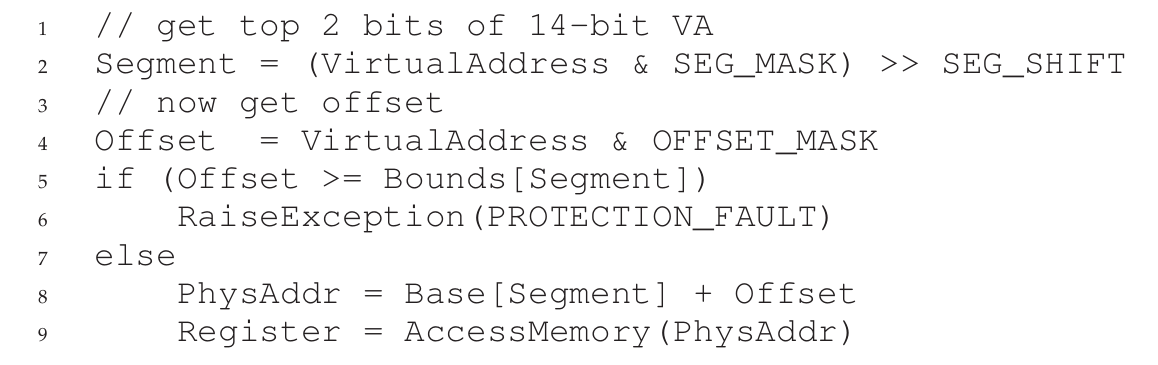 1 // get top 2 bits of 14-bit VA
2 Segment = (VirtualAddress & SEG_MASK) >> SEG_SHIFT
3 // now get offset
4 Offset  = VirtualAddress & OFFSET_MASK
5 if (Offset >= Bounds[Segment])
6     RaiseException(PROTECTION_FAULT)
7 else
8     PhysAddr = Base[Segment] + Offset
9     Register = AccessMemory(PhysAddr)